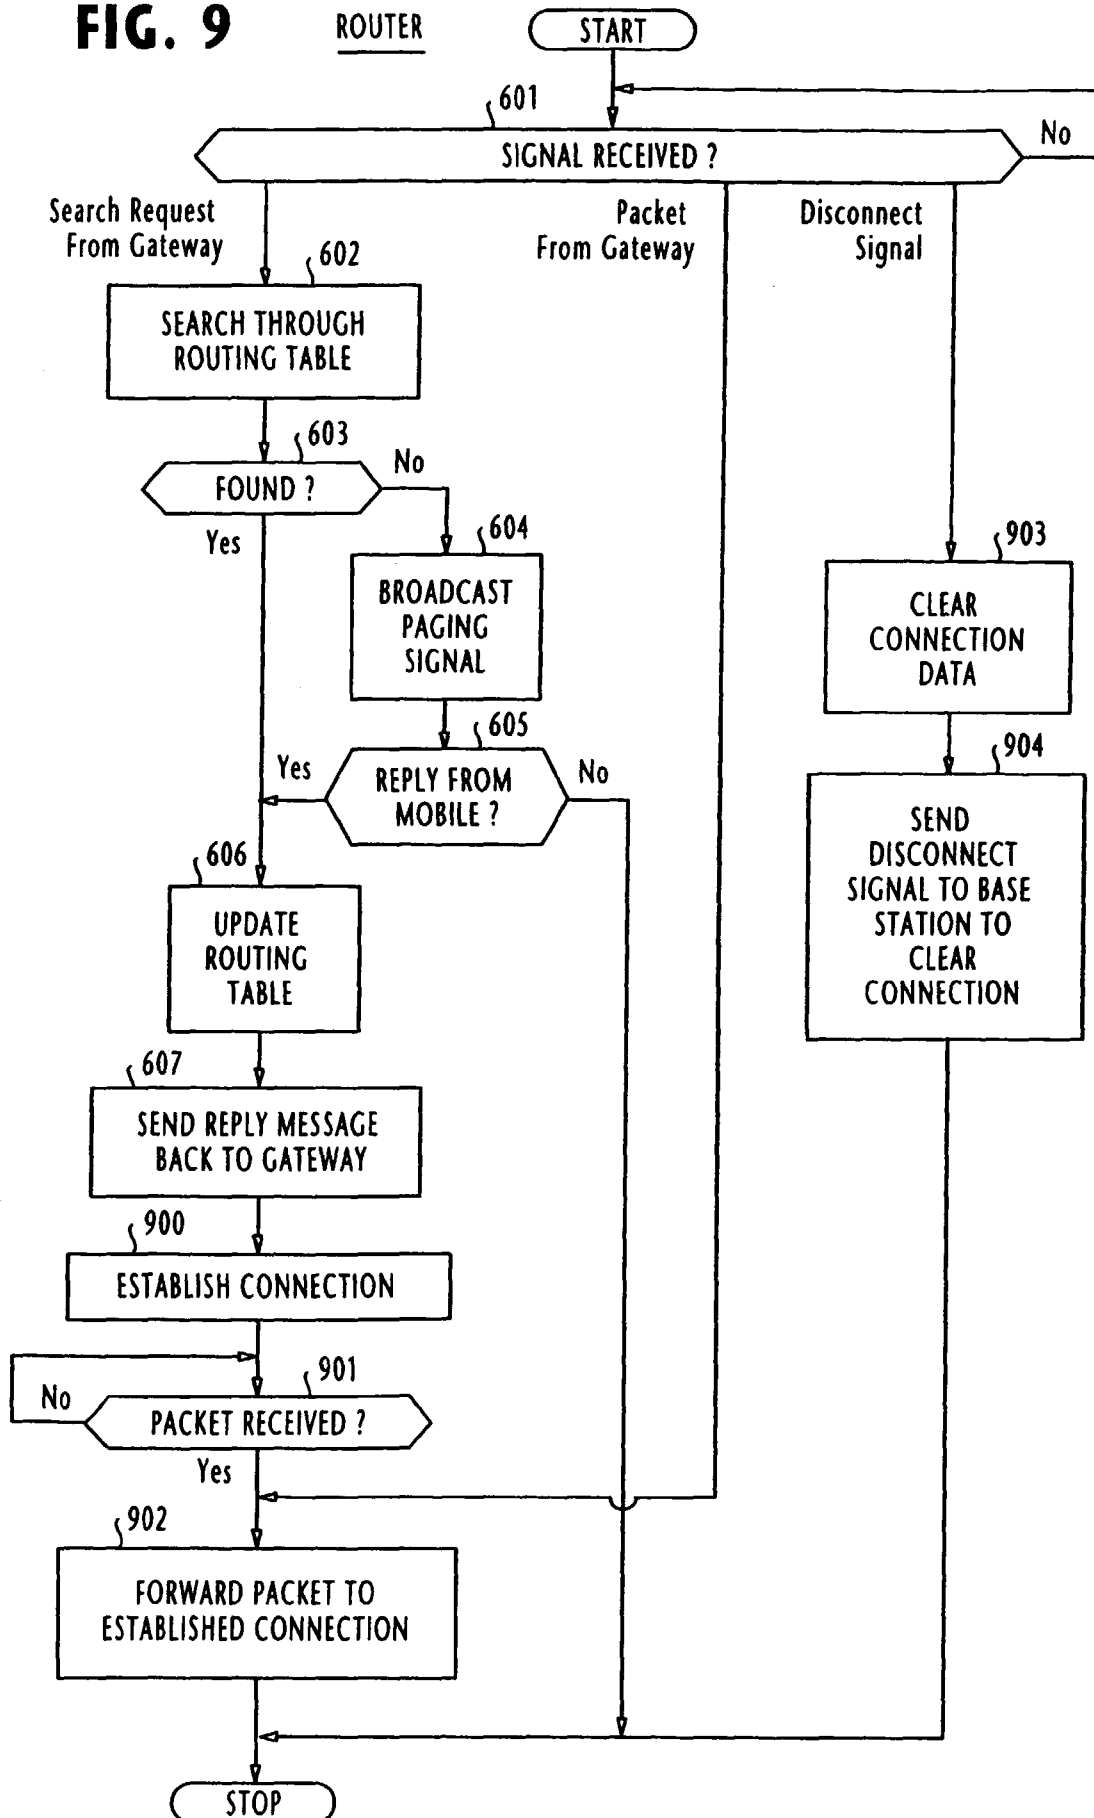 FIG. 9
ROUTER
START
601
SIGNAL RECEIVED ?
No
Search Request
From Gateway
Packet
From Gateway
Disconnect
Signal
602
SEARCH THROUGH
ROUTING TABLE
603
FOUND ?
No
Yes
604
BROADCAST
PAGING
SIGNAL
903
CLEAR
CONNECTION
DATA
605
REPLY FROM
MOBILE ?
Yes
No
904
SEND
DISCONNECT
SIGNAL TO BASE
STATION TO
CLEAR
CONNECTION
606
UPDATE
ROUTING
TABLE
607
SEND REPLY MESSAGE
BACK TO GATEWAY
900
ESTABLISH CONNECTION
901
No
PACKET RECEIVED ?
Yes
902
FORWARD PACKET TO
ESTABLISHED CONNECTION
STOP